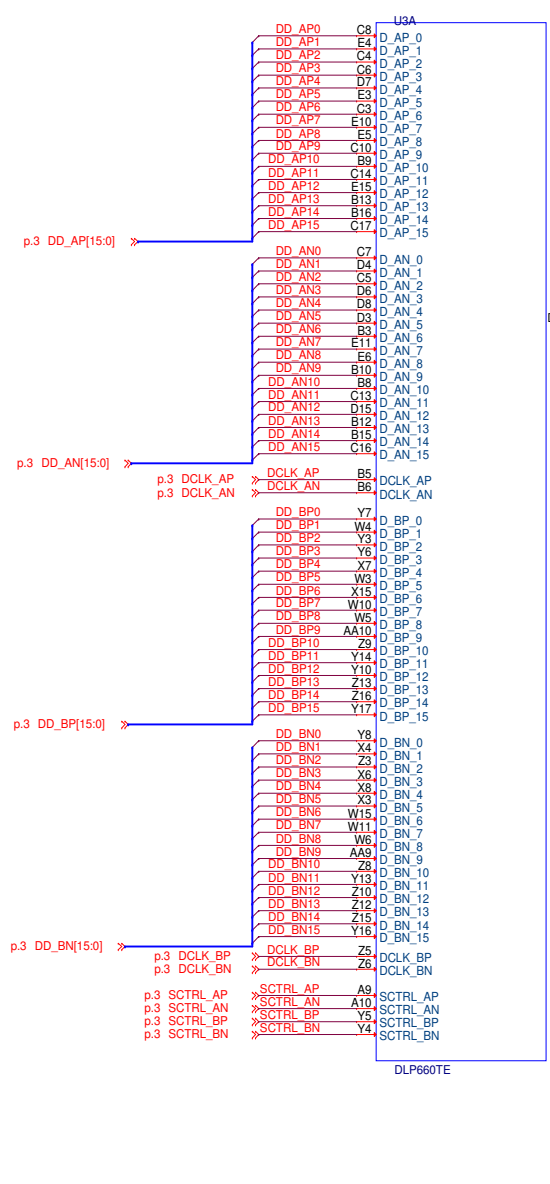 U3A
DD_AP0 C8 D_AP_0
DD_AP1 E4 D_AP_1
DD_AP2 C4 D_AP_2
DD_AP3 C6 D_AP_3
DD_AP4 D7 D_AP_4
DD_AP5 E3 D_AP_5
DD_AP6 C3 D_AP_6
DD_AP7 E10 D_AP_7
DD_AP8 E5 D_AP_8
DD_AP9 C10 D_AP_9
DD_AP10 B9 D_AP_10
DD_AP11 C14 D_AP_11
DD_AP12 E15 D_AP_12
DD_AP13 B13 D_AP_13
DD_AP14 B16 D_AP_14
DD_AP15 C17 D_AP_15
p.3 DD_AP[15:0]
DD_AN0 C7 D_AN_0
DD_AN1 D4 D_AN_1
DD_AN2 C5 D_AN_2
DD_AN3 D6 D_AN_3
DD_AN4 D8 D_AN_4
DD_AN5 D3 D_AN_5
DD_AN6 B3 D_AN_6
DD_AN7 E11 D_AN_7
DD_AN8 E6 D_AN_8
DD_AN9 B10 D_AN_9
DD_AN10 B8 D_AN_10
DD_AN11 C13 D_AN_11
DD_AN12 D15 D_AN_12
DD_AN13 B12 D_AN_13
DD_AN14 B15 D_AN_14
DD_AN15 C16 D_AN_15
p.3 DD_AN[15:0]
p.3 DCLK_AP DCLK_AP B5 DCLK_AP
p.3 DCLK_AN DCLK_AN B6 DCLK_AN
DD_BP0 Y7 D_BP_0
DD_BP1 W4 D_BP_1
DD_BP2 Y3 D_BP_2
DD_BP3 Y6 D_BP_3
DD_BP4 X7 D_BP_4
DD_BP5 W3 D_BP_5
DD_BP6 X15 D_BP_6
DD_BP7 W10 D_BP_7
DD_BP8 W5 D_BP_8
DD_BP9 AA10 D_BP_9
DD_BP10 Z9 D_BP_10
DD_BP11 Y14 D_BP_11
DD_BP12 Y10 D_BP_12
DD_BP13 Z13 D_BP_13
DD_BP14 Z16 D_BP_14
DD_BP15 Y17 D_BP_15
p.3 DD_BP[15:0]
DD_BN0 Y8 D_BN_0
DD_BN1 X4 D_BN_1
DD_BN2 Z3 D_BN_2
DD_BN3 X6 D_BN_3
DD_BN4 X8 D_BN_4
DD_BN5 X3 D_BN_5
DD_BN6 W15 D_BN_6
DD_BN7 W11 D_BN_7
DD_BN8 W6 D_BN_8
DD_BN9 AA9 D_BN_9
DD_BN10 Z8 D_BN_10
DD_BN11 Y13 D_BN_11
DD_BN12 Z10 D_BN_12
DD_BN13 Z12 D_BN_13
DD_BN14 Z15 D_BN_14
DD_BN15 Y16 D_BN_15
p.3 DD_BN[15:0]
p.3 DCLK_BP DCLK_BP Z5 DCLK_BP
p.3 DCLK_BN DCLK_BN Z6 DCLK_BN
p.3 SCTRL_AP SCTRL_AP A9 SCTRL_AP
p.3 SCTRL_AN SCTRL_AN A10 SCTRL_AN
p.3 SCTRL_BP SCTRL_BP Y5 SCTRL_BP
p.3 SCTRL_BN SCTRL_BN Y4 SCTRL_BN
DLP660TE